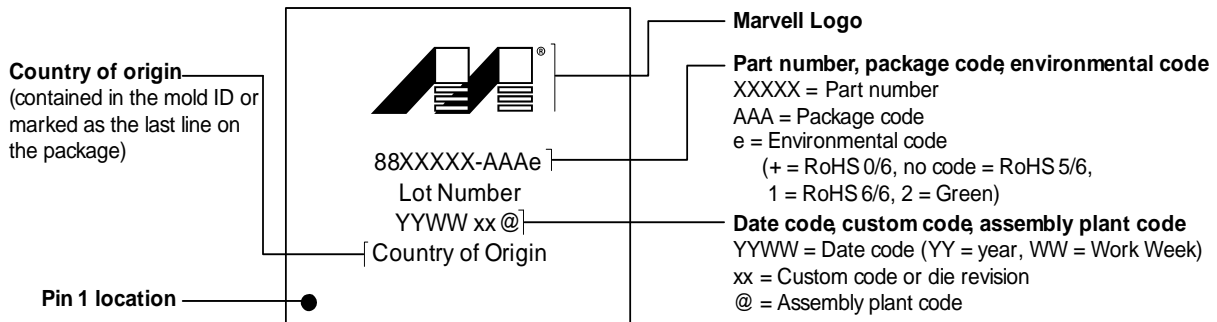 Marvell Logo
Country of origin
(contained in the mold ID or
marked as the last line on
the package)
®
Part number, package code, environmental code
XXXXX = Part number
AAA = Package code
e = Environmental code
(+ = RoHS 0/6, no code = RoHS 5/6,
1 = RoHS 6/6, 2 = Green)
88XXXXX-AAAe
Lot Number
YYWW xx @
Country of Origin
Date code, custom code, assembly plant code
YYWW = Date code (YY = year, WW = Work Week)
xx = Custom code or die revision
@ = Assembly plant code
Pin 1 location